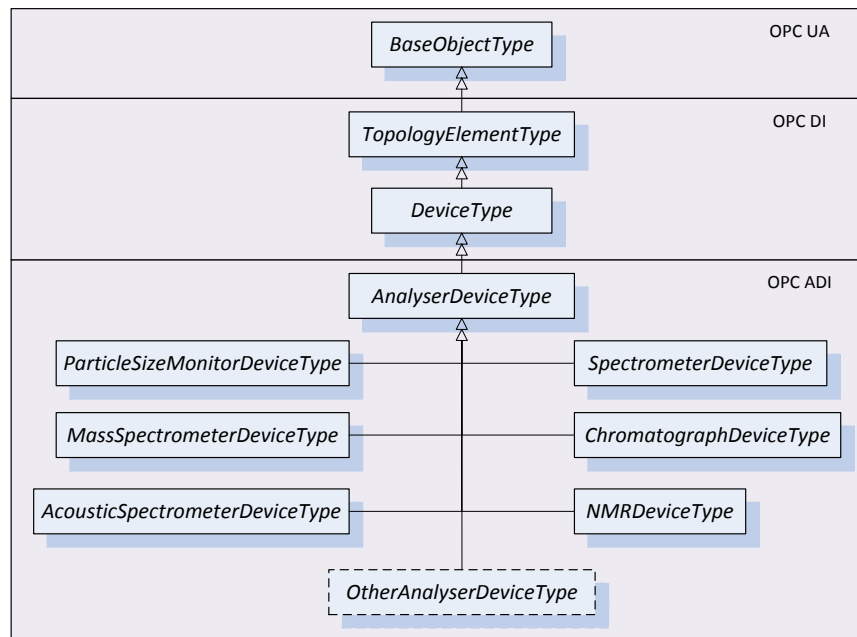 OPC UA
BaseObjectType
OPC DI
TopologyElementType
DeviceType
OPC ADI
AnalyserDeviceType
ParticleSizeMonitorDeviceType
SpectrometerDeviceType
MassSpectrometerDeviceType
ChromatographDeviceType
AcousticSpectrometerDeviceType
NMRDeviceType
OtherAnalyserDeviceType